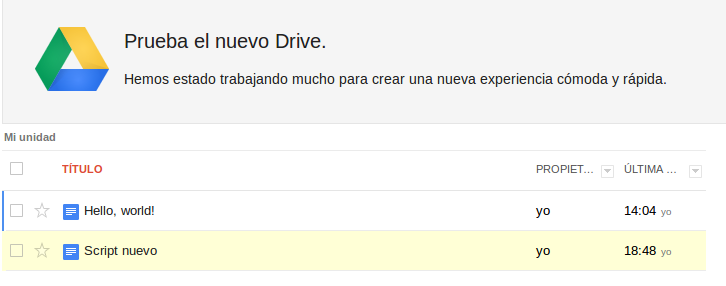 Prueba el nuevo Drive.
Hemos estado trabajando mucho para crear una nueva experiencia cómoda y rápida.
Mi unidad
TÍTULO PROPIET... ÚLTIMA ...
Hello, world! yo 14:04 yo
Script nuevo yo 18:48 yo